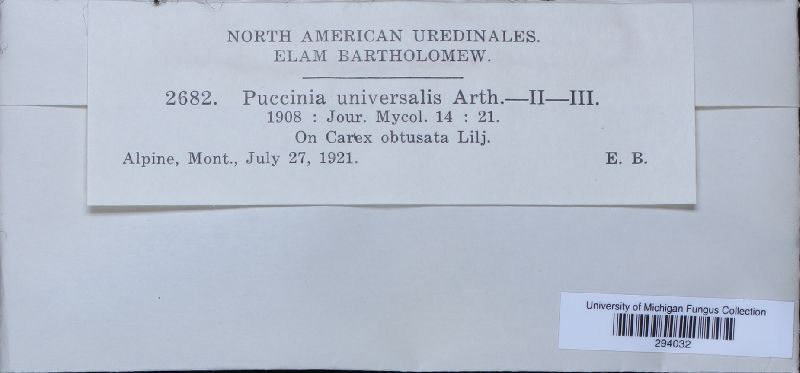 NORTH AMERICAN UREDINALES.
ELAM BARTHOLOMEW.
2682. Puccinia universalis Arth.—II—III.
1908 : Jour. Mycol. 14 : 21.
On Carex obtusata Lilj.
Alpine, Mont., July 27, 1921. E. B.
University of Michigan Fungus Collection
294032